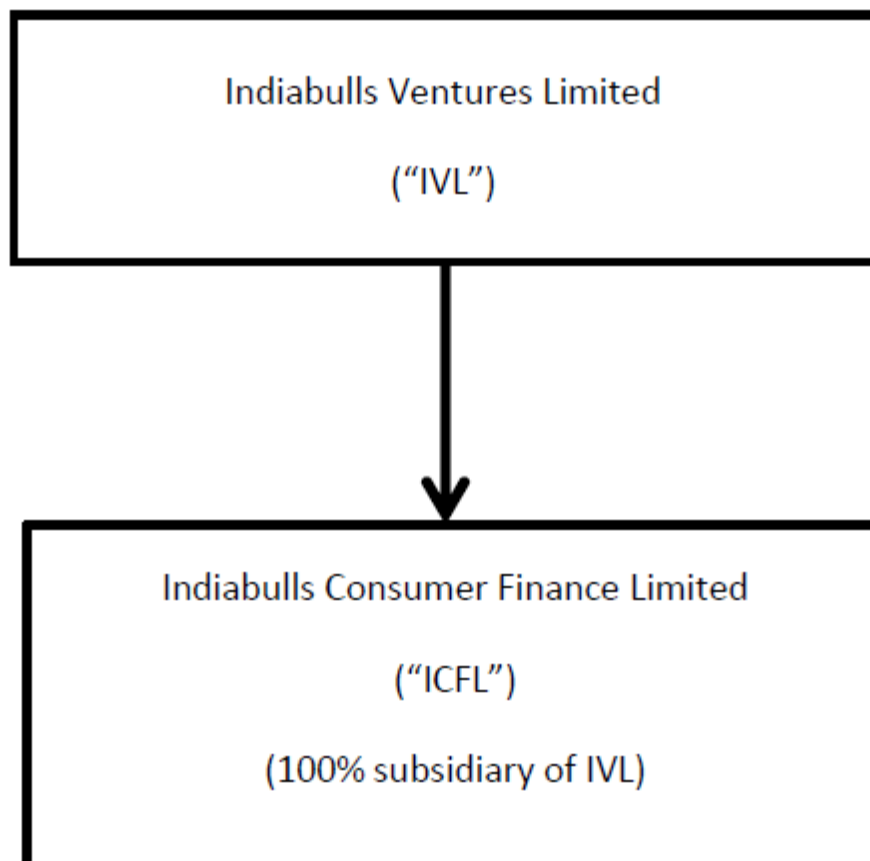 Indiabulls Ventures Limited
(“IVL”)
Indiabulls Consumer Finance Limited
(“ICFL”)
(100% subsidiary of IVL)